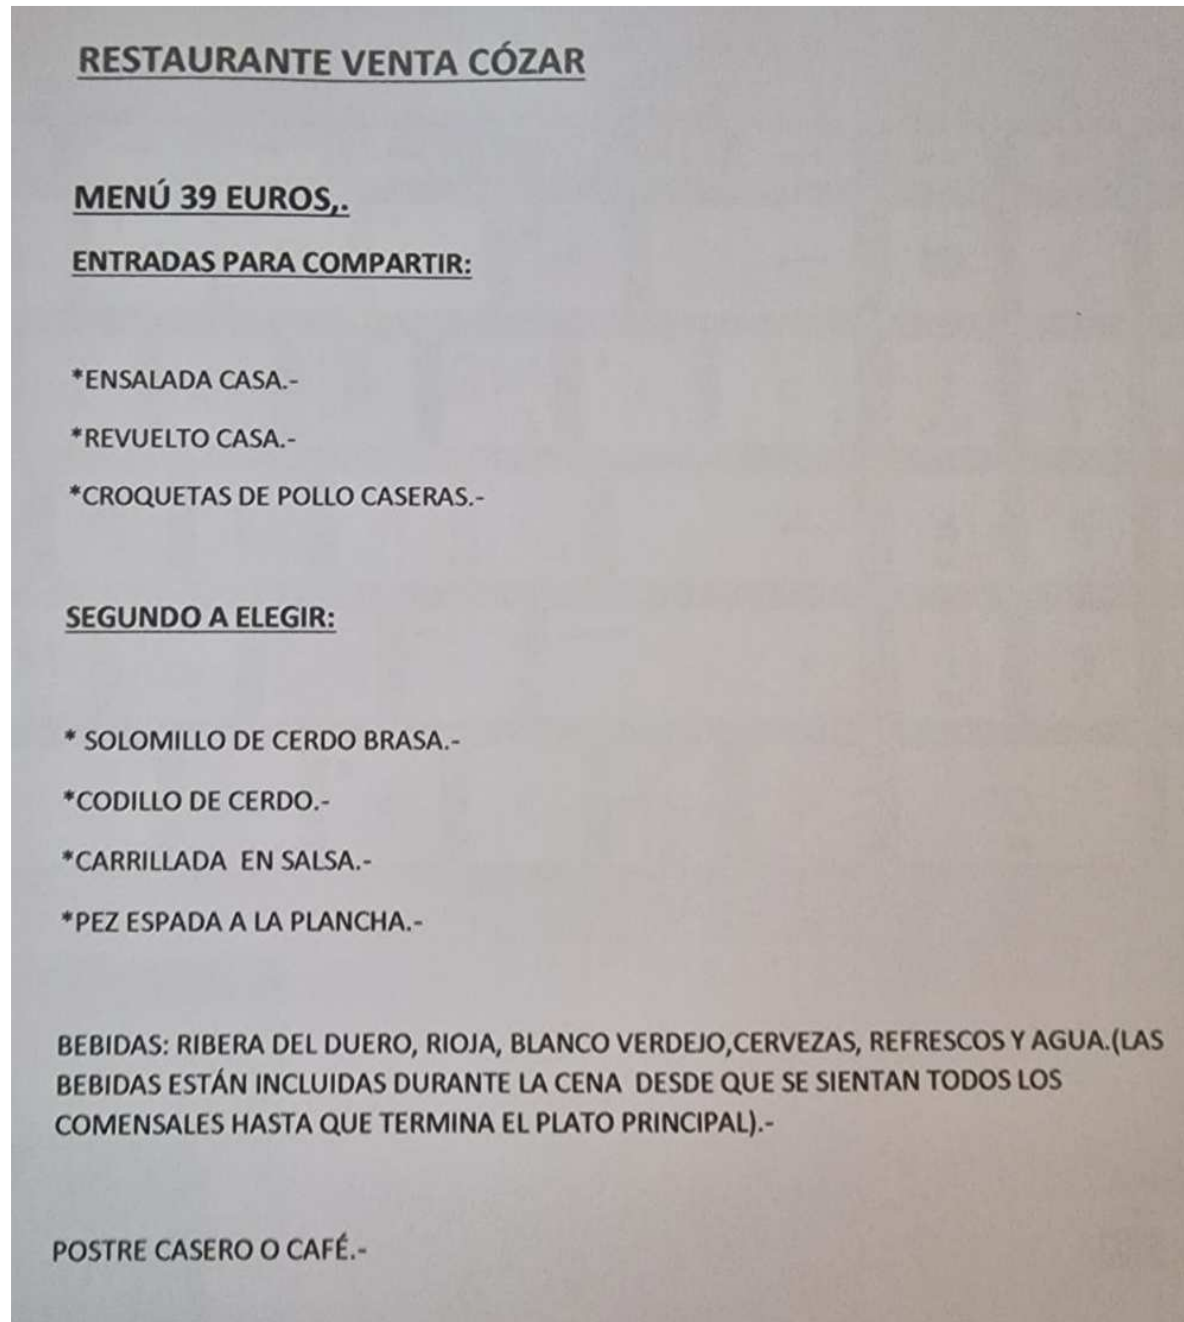 RESTAURANTE VENTA CÓZAR
MENÚ 39 EUROS,.
ENTRADAS PARA COMPARTIR:
*ENSALADA CASA.-
*REVUELTO CASA.-
*CROQUETAS DE POLLO CASERAS.-
SEGUNDO A ELEGIR:
* SOLOMILLO DE CERDO BRASA.-
*CODILLO DE CERDO.-
*CARRILLADA  EN SALSA.-
*PEZ ESPADA A LA PLANCHA.-
BEBIDAS: RIBERA DEL DUERO, RIOJA, BLANCO VERDEJO,CERVEZAS, REFRESCOS Y AGUA.(LAS
BEBIDAS ESTÁN INCLUIDAS DURANTE LA CENA  DESDE QUE SE SIENTAN TODOS LOS
COMENSALES HASTA QUE TERMINA EL PLATO PRINCIPAL).-
POSTRE CASERO O CAFÉ.-